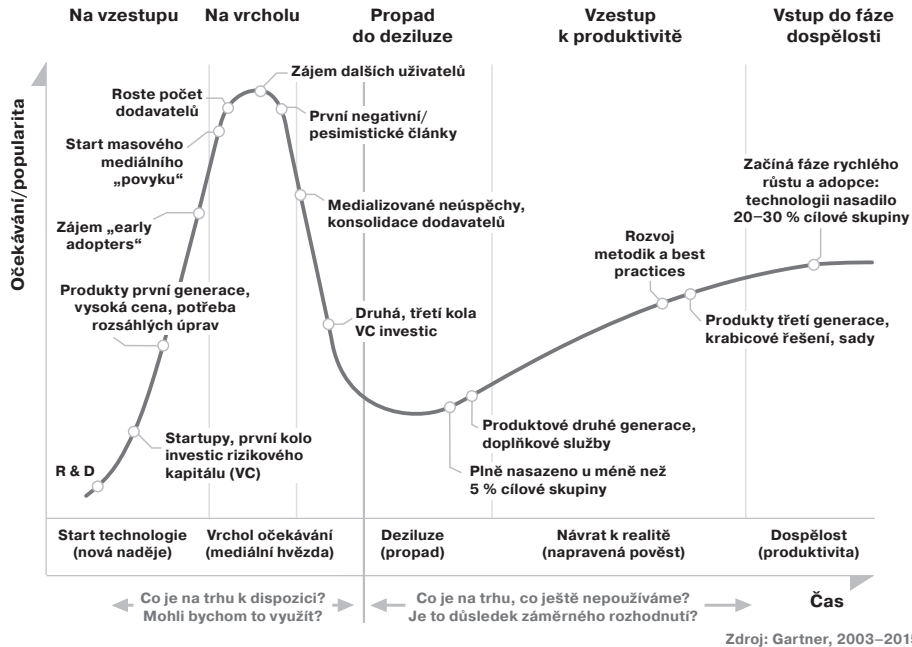 Na vzestupu
Na vrcholu
Propad
do deziluze
Vzestup
k produktivitě
Vstup do fáze
dospělosti
Očekávání/popularita
Zájem dalších uživatelů
Roste počet
dodavatelů
První negativní/
pesimistické články
Start masového
mediálního
„povyku“
Medializované neúspěchy,
konsolidace dodavatelů
Zájem „early
adopters“
Začíná fáze rychlého
růstu a adopce:
technologii nasadilo
20–30 % cílové skupiny
Rozvoj
metodik a best
practices
Produkty první generace,
vysoká cena, potřeba
rozsáhlých úprav
Druhá, třetí kola
VC investic
Produkty třetí generace,
krabicové řešení, sady
Startupy, první kolo
investic rizikového
kapitálu (VC)
Produktové druhé generace,
doplňkové služby
R & D
Plně nasazeno u méně než
5 % cílové skupiny
Start technologie
(nová naděje)
Vrchol očekávání
(mediální hvězda)
Deziluze
(propad)
Návrat k realitě
(napravená pověst)
Dospělost
(produktivita)
Co je na trhu k dispozici?
Mohli bychom to využít?
Co je na trhu, co ještě nepoužíváme?
Je to důsledek záměrného rozhodnutí?
Čas
Zdroj: Gartner, 2003–2015